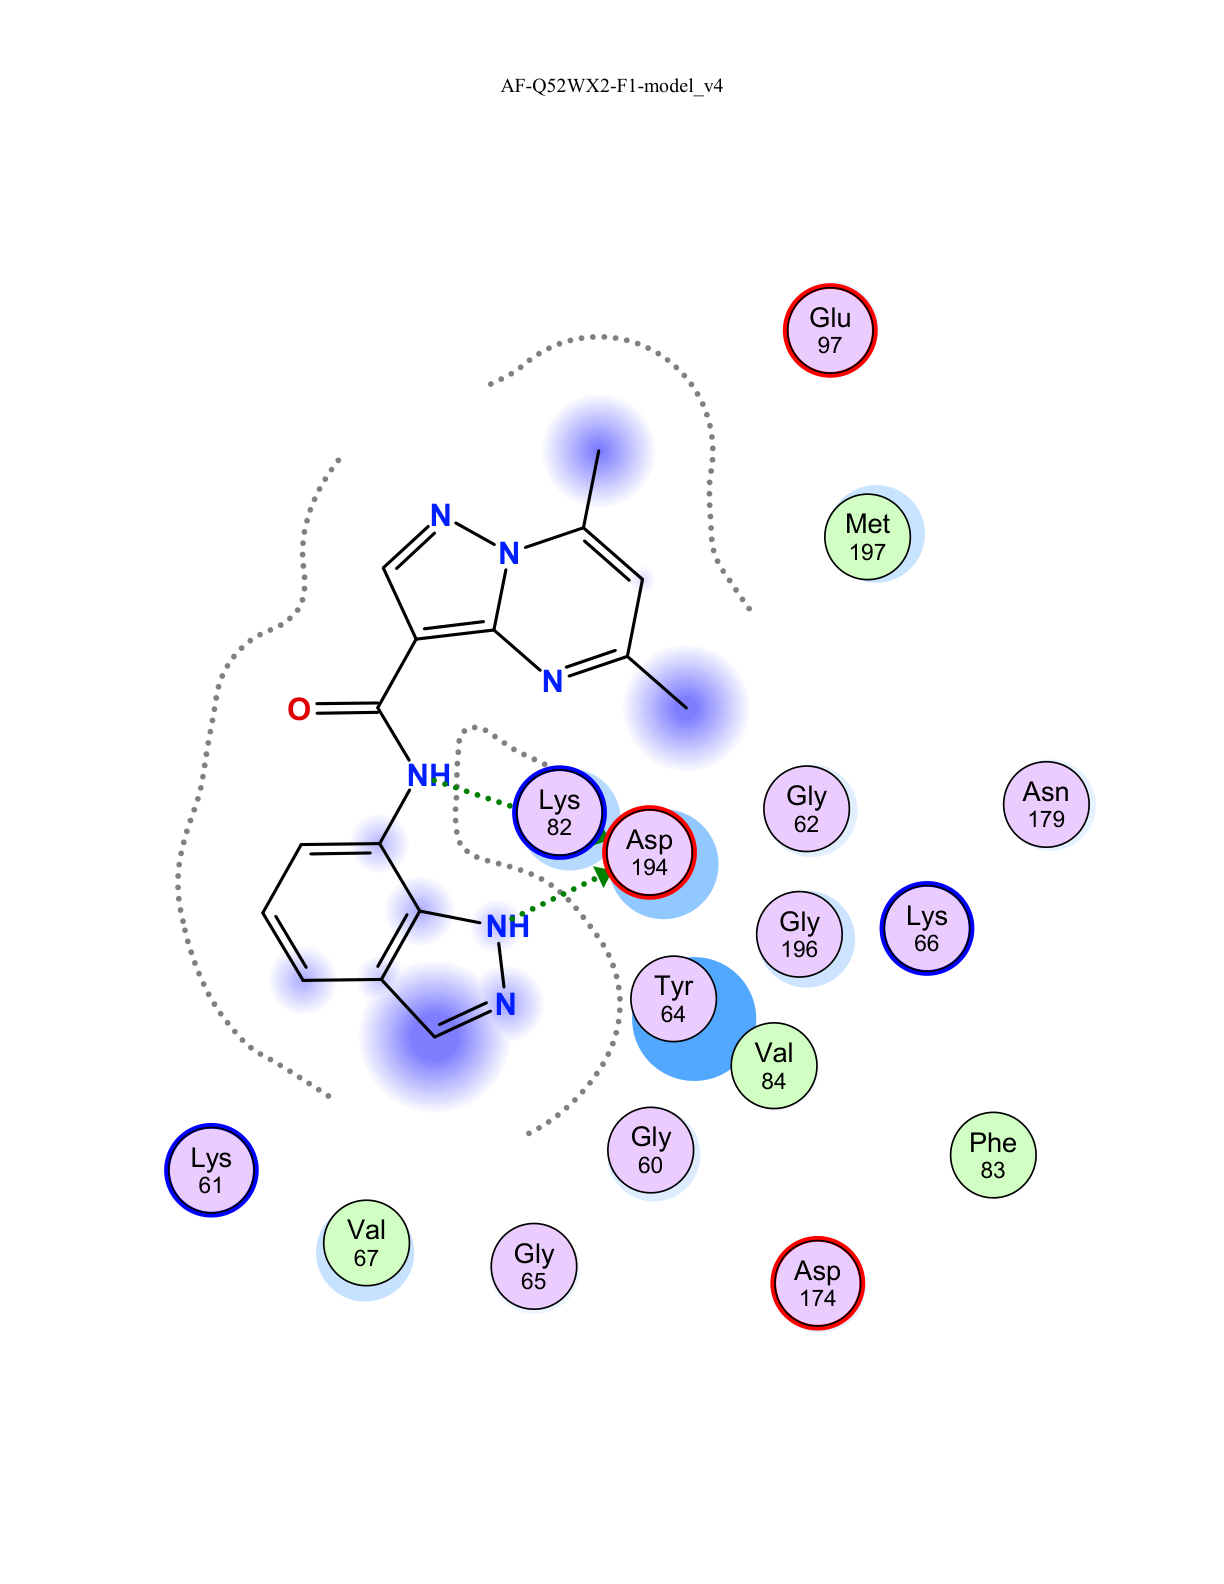 AF-Q52WX2-F1-model_v4
Glu
97
N
Met
197
N
N
O
NH
Lys
82
Gly
62
Asn
179
Asp
194
NH
Gly
196
Lys
66
N
Tyr
64
Val
84
Gly
60
Phe
83
Lys
61
Val
67
Gly
65
Asp
174